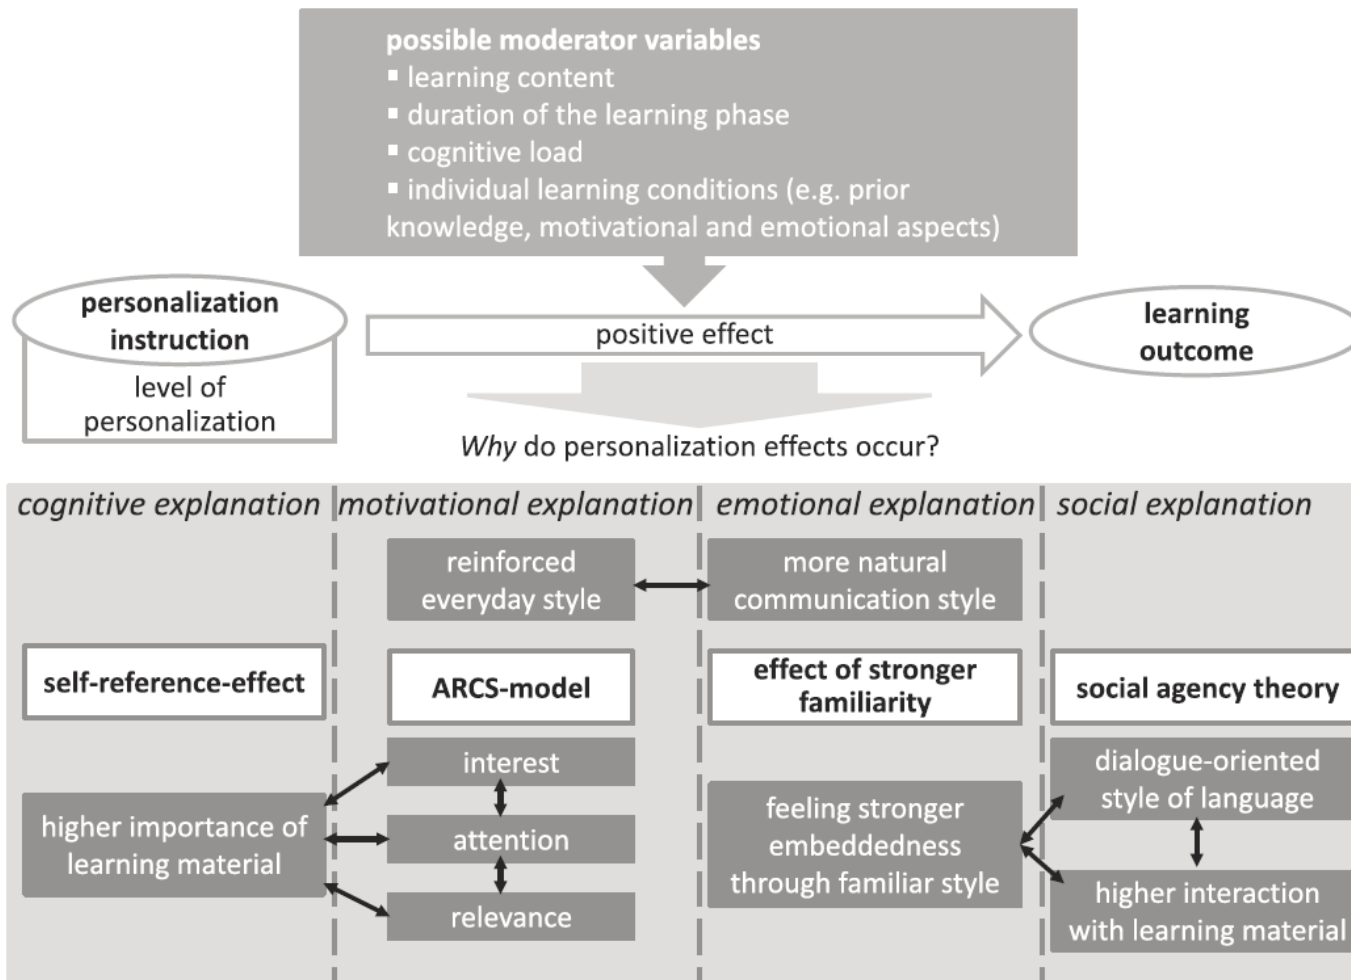 possible moderator variables
▪ learning content
▪ duration of the learning phase
▪ cognitive load
▪ individual learning conditions (e.g. prior
knowledge, motivational and emotional aspects)
personalization
instruction
level of
personalization
positive effect
learning
outcome
Why do personalization effects occur?
cognitive explanation
motivational explanation
emotional explanation
social explanation
reinforced
everyday style
more natural
communication style
self-reference-effect
ARCS-model
effect of stronger
familiarity
social agency theory
higher importance of
learning material
interest
attention
relevance
feeling stronger
embeddedness
through familiar style
dialogue-oriented
style of language
higher interaction
with learning material